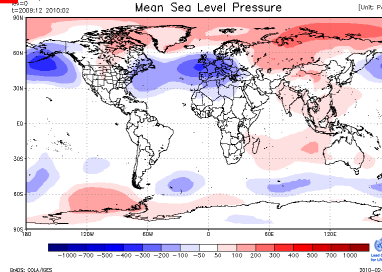 Mean Sea Level Pressure
t=2009:12 2010:02
[Unit: P
90N
60N
30N
EQ
30S
60S
90S
180
120W
60W
0
60E
120E
-1000 -700 -500 -400 -300 -200 -100 -50 50 100 200 300 400 500 700 1000
GrADS: COLA/IGES
2010-03